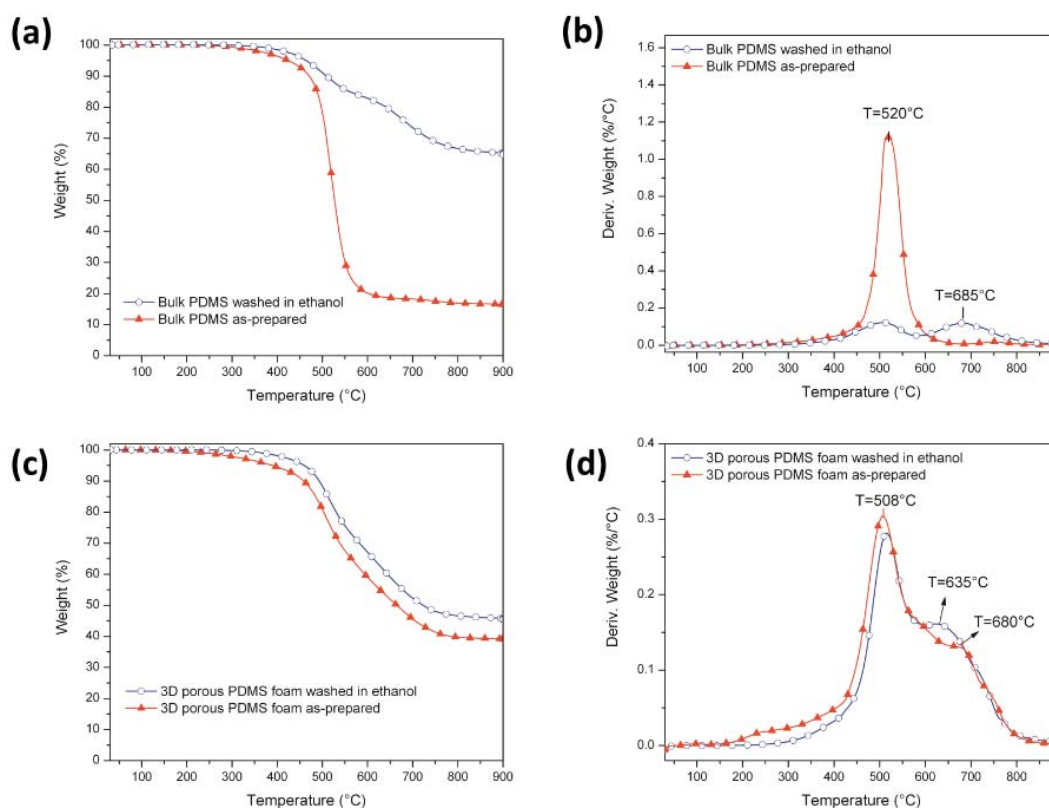 (a)
100
90
80
70
60
50
40
30
20
10
0
Weight (%)
Bulk PDMS washed in ethanol
Bulk PDMS as-prepared
100 200 300 400 500 600 700 800 900
Temperature (°C)
(b)
1.6
1.4
1.2
1.0
0.8
0.6
0.4
0.2
0.0
Deriv. Weight (%/°C)
Bulk PDMS washed in ethanol
Bulk PDMS as-prepared
T=520°C
T=685°C
100 200 300 400 500 600 700 800
Temperature (°C)
(c)
100
90
80
70
60
50
40
30
20
10
0
Weight (%)
3D porous PDMS foam washed in ethanol
3D porous PDMS foam as-prepared
100 200 300 400 500 600 700 800 900
Temperature (°C)
(d)
0.4
0.3
0.2
0.1
0.0
Deriv. Weight (%/°C)
3D porous PDMS foam washed in ethanol
3D porous PDMS foam as-prepared
T=508°C
T=635°C
T=680°C
100 200 300 400 500 600 700 800
Temperature (°C)